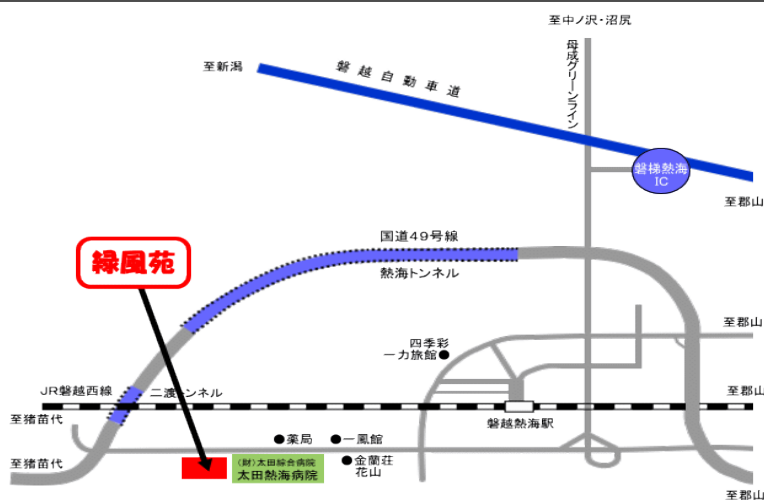 至中ノ沢・沼尻
母成グリーンライン
至新潟
磐越自動車道
磐梯熱海
IC
至郡山
国道49号線
緑風苑
熱海トンネル
至郡山
四季彩
一力旅館
JR磐越西線
二渡トンネル
至郡山
至猪苗代
磐越熱海駅
薬局
一鳳館
至猪苗代
(財)太田綜合病院
太田熱海病院
金蘭荘
花山
至郡山